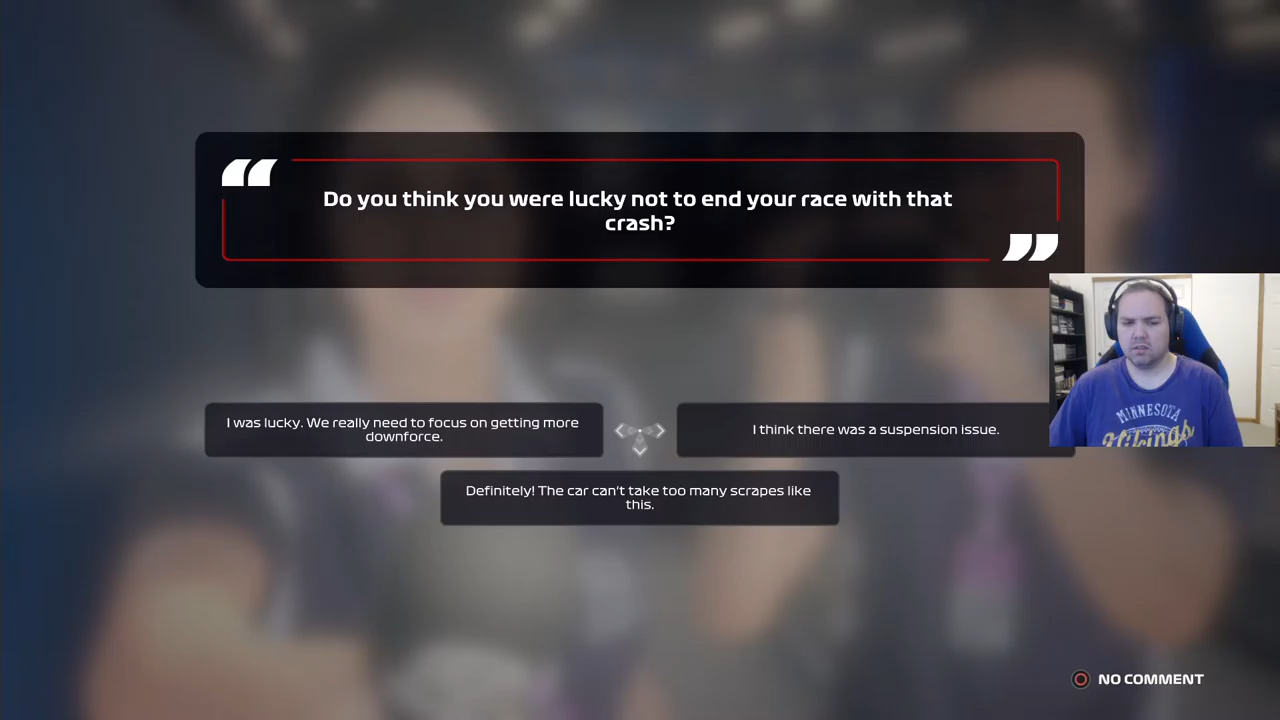 Do you think you were lucky not to end your race with that
crash?
I was lucky. We really need to focus on getting more
downforce.
I think there was a suspension issue.
Definitely! The car can't take too many scrapes like
this.
MINNESOTA
Vikings
NO COMMENT